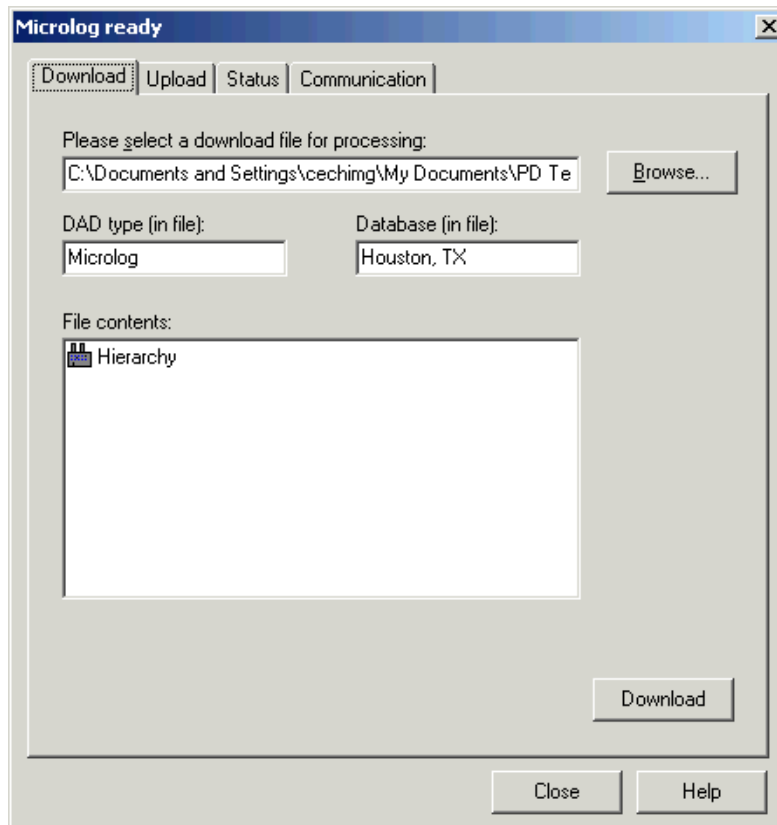 Microlog ready
Download Upload Status Communication
Please select a download file for processing:
C:\Documents and Settings\cechimg\My Documents\PD Te
Browse...
DAD type (in file): Database (in file):
Microlog Houston, TX
File contents:
Hierarchy
Download
Close Help